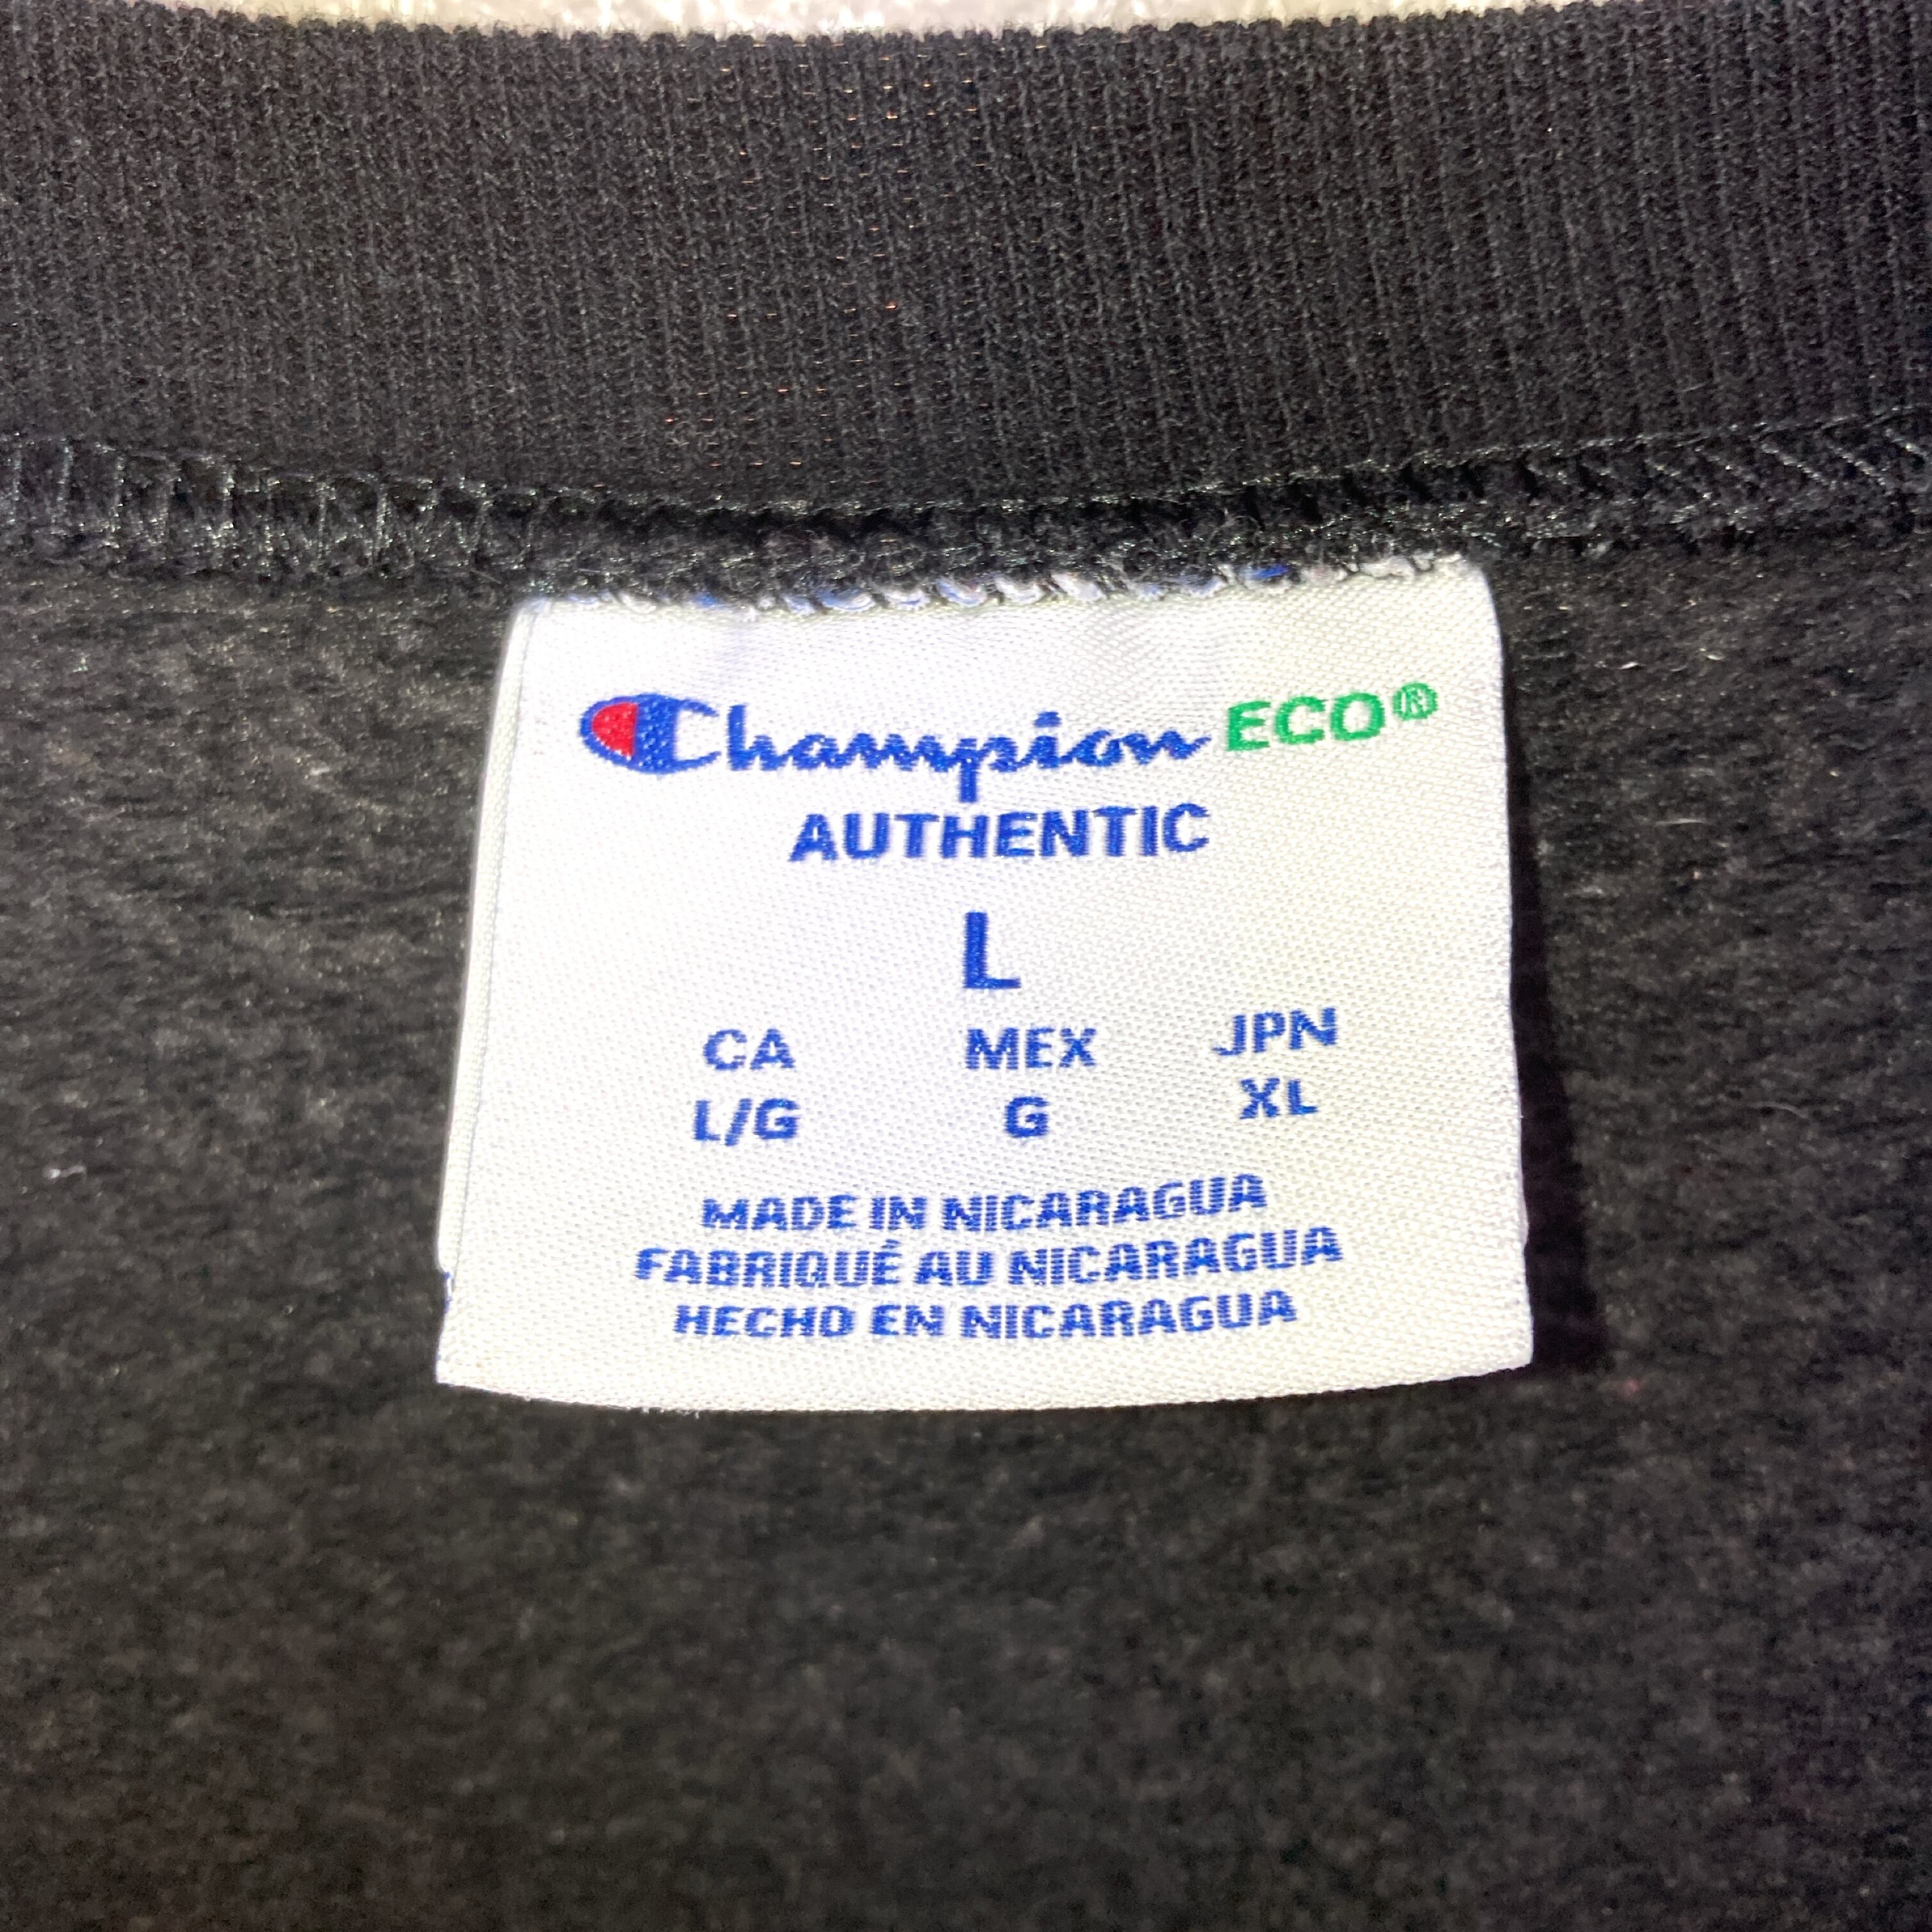 Champion ECO®
AUTHENTIC
L
CA MEX JPN
L/G G XL
MADE IN NICARAGUA
FABRIQUÉ AU NICARAGUA
HECHO EN NICARAGUA